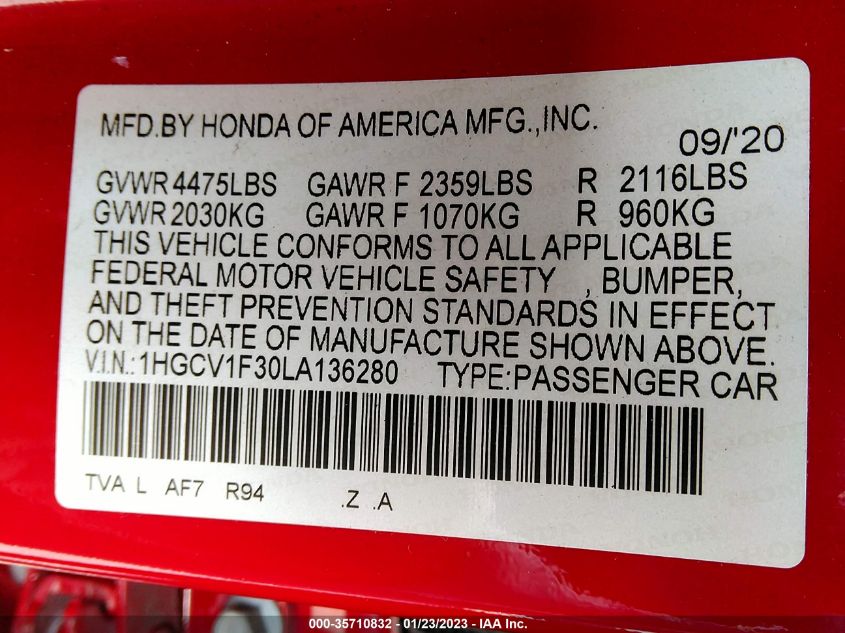 MFD.BY HONDA OF AMERICA MFG.,INC.
09/'20
GVWR 4475LBS GAWR F 2359LBS R 2116LBS
GVWR 2030KG GAWR F 1070KG R 960KG
THIS VEHICLE CONFORMS TO ALL APPLICABLE
FEDERAL MOTOR VEHICLE SAFETY , BUMPER,
AND THEFT PREVENTION STANDARDS IN EFFECT
ON THE DATE OF MANUFACTURE SHOWN ABOVE.
V.I.N.:1HGCV1F30LA136280 TYPE:PASSENGER CAR
TVA L AF7 R94 .Z .A
000-35710832 - 01/23/2023 - IAA Inc.